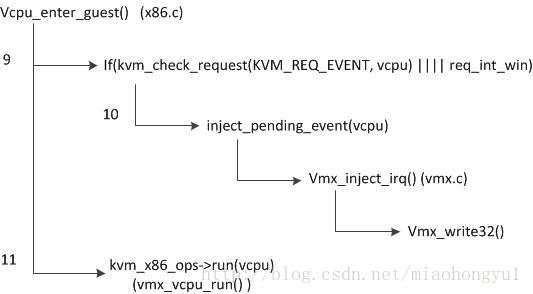 Vcpu_enter_guest() (x86.c)
9
If(kvm_check_request(KVM_REQ_EVENT, vcpu) |||| req_int_win)
10
inject_pending_event(vcpu)
Vmx_inject_irq() (vmx.c)
Vmx_write32()
11
kvm_x86_ops->run(vcpu)
(vmx_vcpu_run() )
http://blog.csdn.net/miaohongyu1